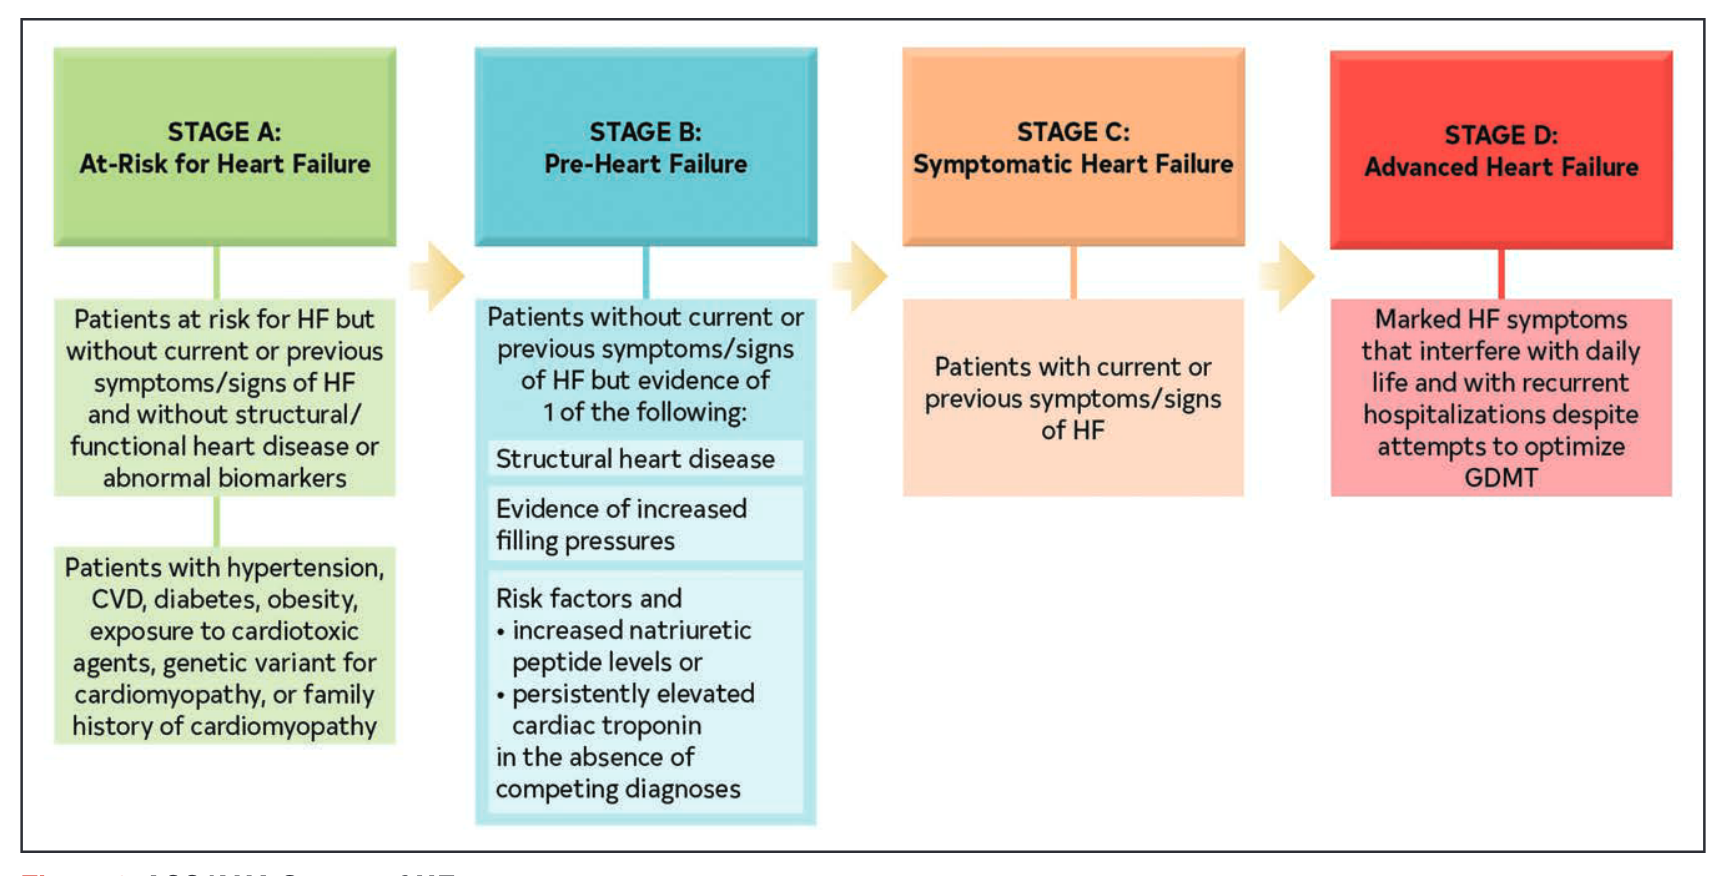 STAGE A:
At-Risk for Heart Failure
Patients at risk for HF but
without current or previous
symptoms/signs of HF
and without structural/
functional heart disease or
abnormal biomarkers
Patients with hypertension,
CVD, diabetes, obesity,
exposure to cardiotoxic
agents, genetic variant for
cardiomyopathy, or family
history of cardiomyopathy
STAGE B:
Pre-Heart Failure
Patients without current or
previous symptoms/signs
of HF but evidence of
1 of the following:
Structural heart disease
Evidence of increased
filling pressures
Risk factors and
• increased natriuretic
peptide levels or
• persistently elevated
cardiac troponin
in the absence of
competing diagnoses
STAGE C:
Symptomatic Heart Failure
Patients with current or
previous symptoms/signs
of HF
STAGE D:
Advanced Heart Failure
Marked HF symptoms
that interfere with daily
life and with recurrent
hospitalizations despite
attempts to optimize
GDMT